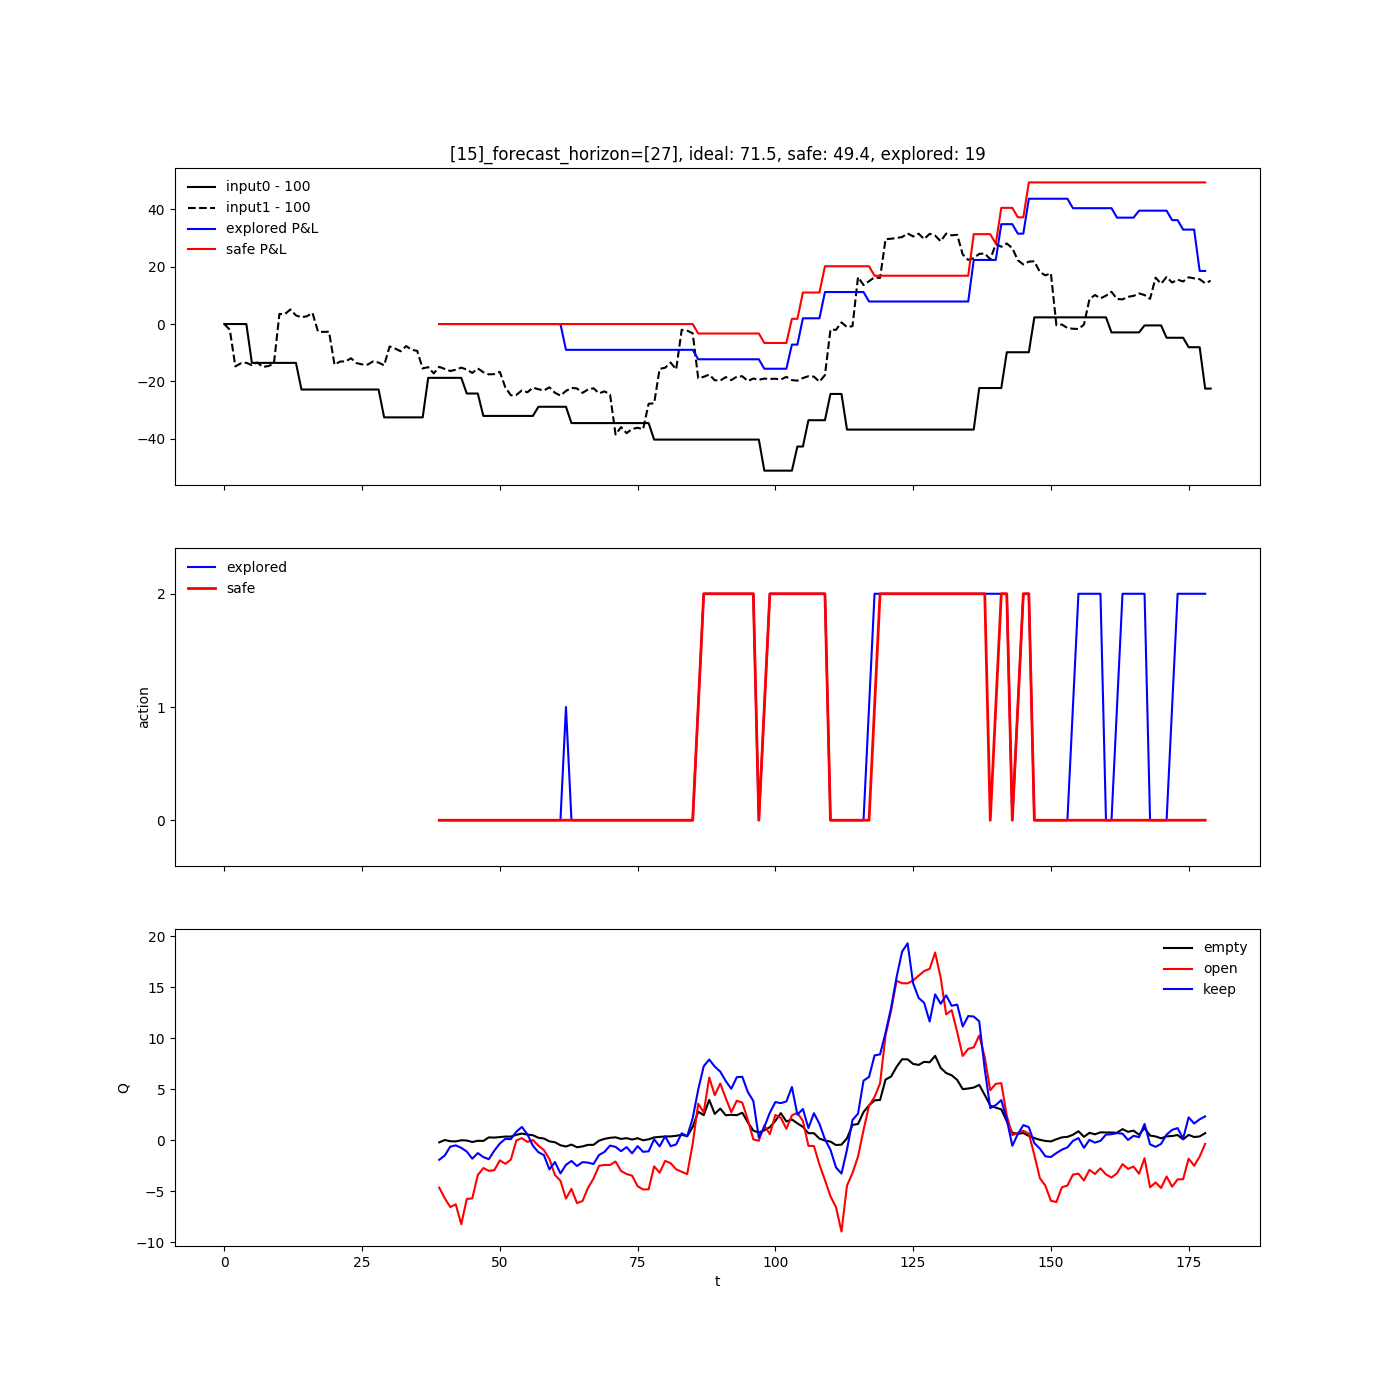 [15]_forecast_horizon=[27], ideal: 71.5, safe: 49.4, explored: 19
input0 - 100
input1 - 100
explored P&L
safe P&L
40
20
0
−20
−40
explored
safe
2
1
0
action
empty
open
keep
20
15
10
5
0
−5
−10
Q
0 25 50 75 100 125 150 175
t